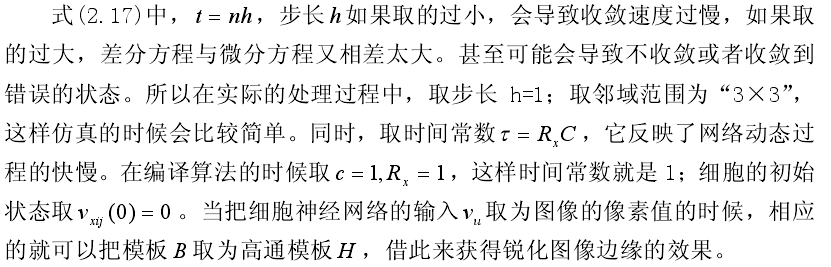 式(2.17)中，t = nh，步长 h 如果取的过小，会导致收敛速度过慢，如果取
的过大，差分方程与微分方程又相差太大。甚至可能会导致不收敛或者收敛到
错误的状态。所以在实际的处理过程中，取步长 h=1；取邻域范围为“3×3”，
这样仿真的时候会比较简单。同时，取时间常数 τ = RₓC，它反映了网络动态过
程的快慢。在编译算法的时候取 c = 1, Rₓ = 1，这样时间常数就是 1；细胞的初始
状态取 v_xij(0) = 0。当把细胞神经网络的输入 v_u 取为图像的像素值的时候，相应
的就可以把模板 B 取为高通模板 H，借此来获得锐化图像边缘的效果。